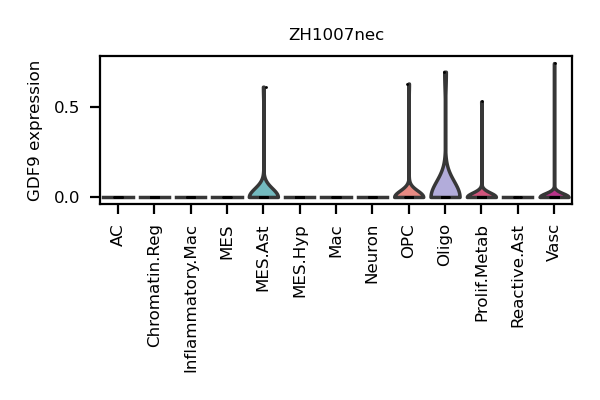 ZH1007nec
GDF9 expression
0.5
0.0
AC
Chromatin.Reg
Inflammatory.Mac
MES
MES.Ast
MES.Hyp
Mac
Neuron
OPC
Oligo
Prolif.Metab
Reactive.Ast
Vasc